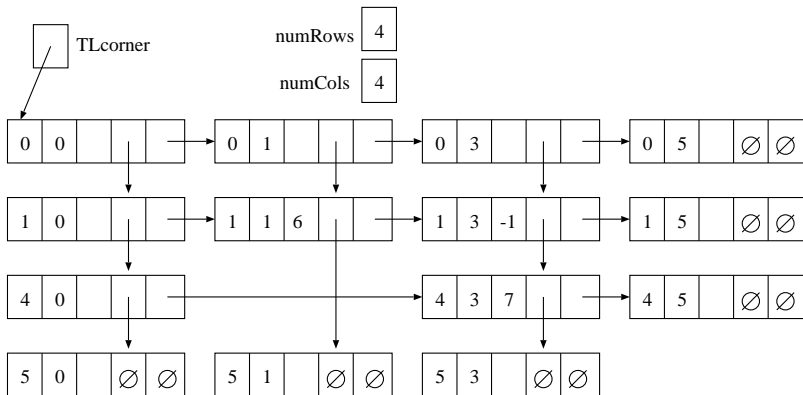 numRows 4
TLcorner
numCols 4
0 0 0 1 0 3 0 5 ∅ ∅
1 0 1 1 6 1 3 -1 1 5 ∅ ∅
4 0 4 3 7 4 5 ∅ ∅
5 0 ∅ ∅ 5 1 ∅ ∅ 5 3 ∅ ∅